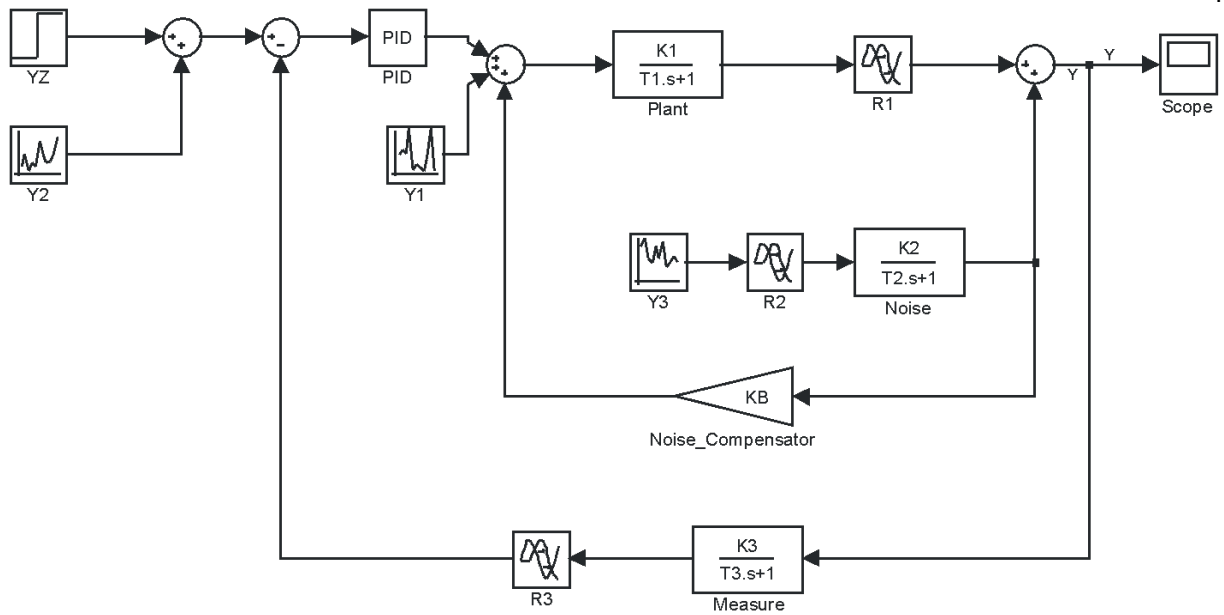 YZ
Y2
PID
PID
Y1
K1
T1.s+1
Plant
R1
Y
Y
Scope
Y3
R2
K2
T2.s+1
Noise
KB
Noise_Compensator
R3
K3
T3.s+1
Measure